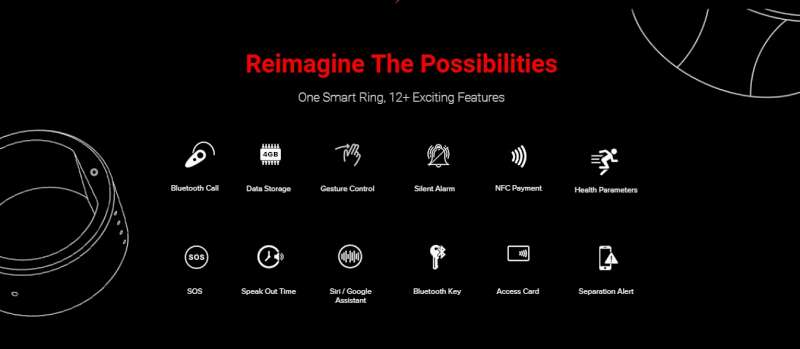 Reimagine The Possibilities
One Smart Ring, 12+ Exciting Features
4GB
Bluetooth Call
Data Storage
Gesture Control
Silent Alarm
NFC Payment
Health Parameters
SOS
SOS
Speak Out Time
Siri / Google
Assistant
Bluetooth Key
Access Card
Separation Alert